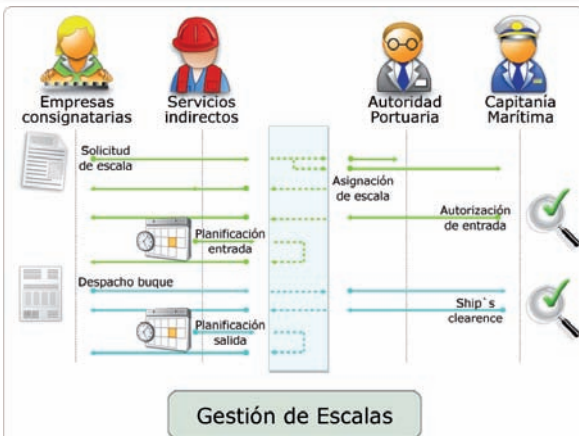 Empresas
consignatarias
Servicios
indirectos
Autoridad
Portuaria
Capitanía
Marítima
Solicitud
de escala
Asignación
de escala
Autorización
de entrada
Planificación
entrada
Despacho buque
Ship`s
clearence
Planificación
salida
Gestión de Escalas